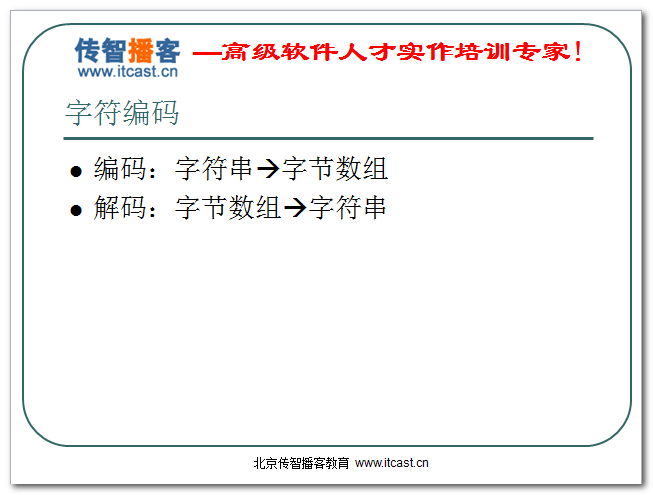 传智播客 —高级软件人才实作培训专家!
www.itcast.cn
字符编码
● 编码：字符串→字节数组
● 解码：字节数组→字符串
北京传智播客教育 www.itcast.cn